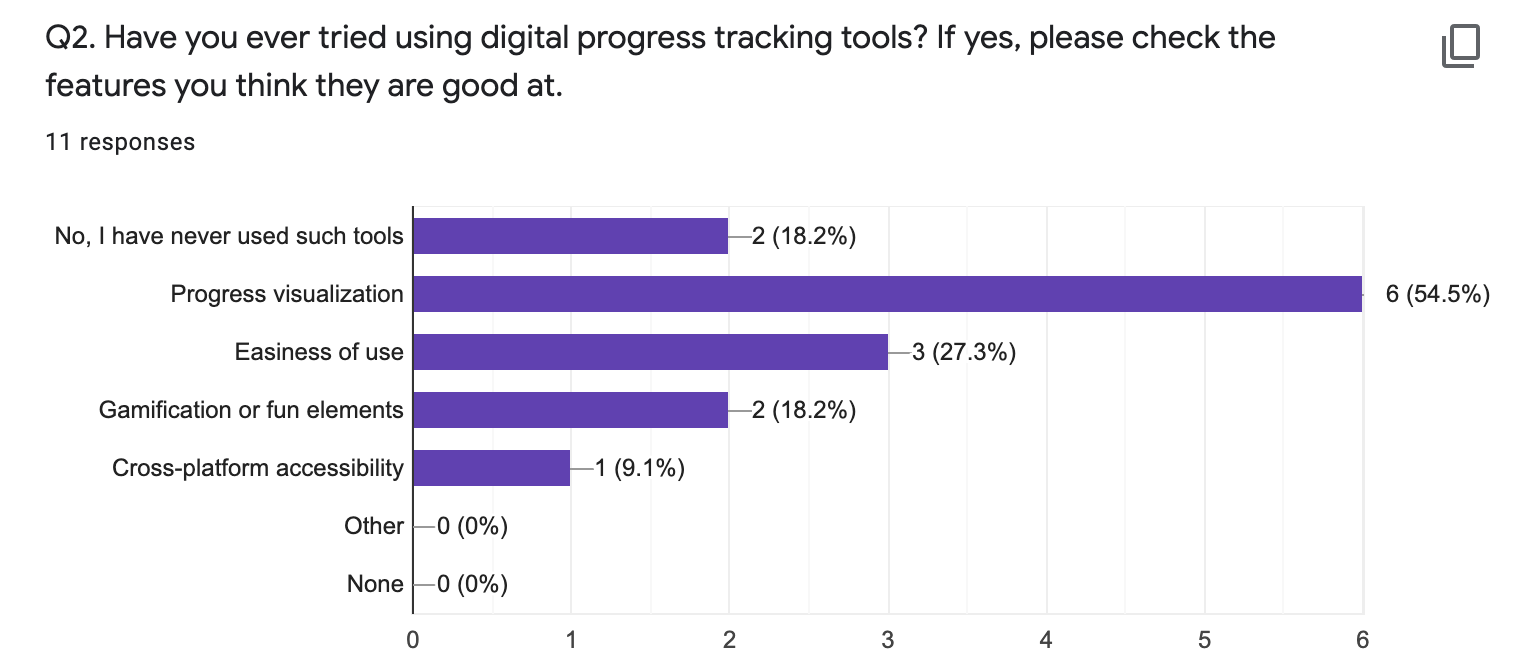 Q2. Have you ever tried using digital progress tracking tools? If yes, please check the
features you think they are good at.
11 responses
No, I have never used such tools 2 (18.2%)
Progress visualization 6 (54.5%)
Easiness of use 3 (27.3%)
Gamification or fun elements 2 (18.2%)
Cross-platform accessibility 1 (9.1%)
Other 0 (0%)
None 0 (0%)
0 1 2 3 4 5 6